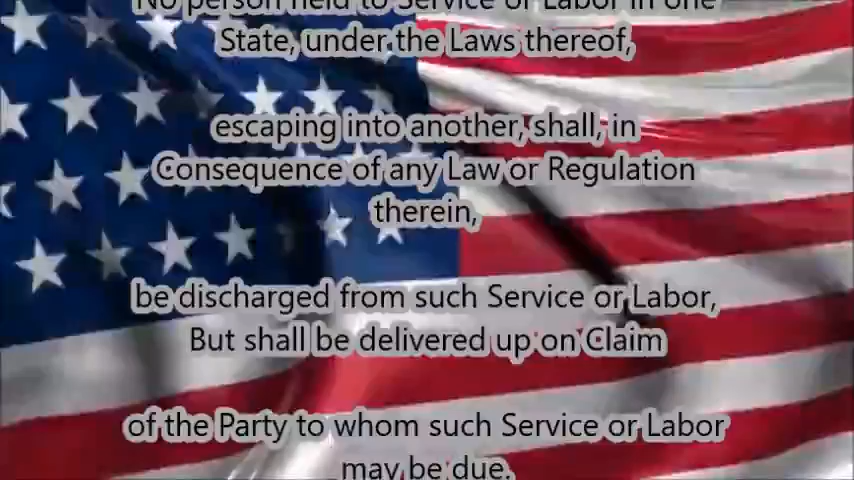 No person held to Service or Labor in one
State, under the Laws thereof,
escaping into another, shall, in
Consequence of any Law or Regulation
therein,
be discharged from such Service or Labor,
But shall be delivered up on Claim
of the Party to whom such Service or Labor
may be due.